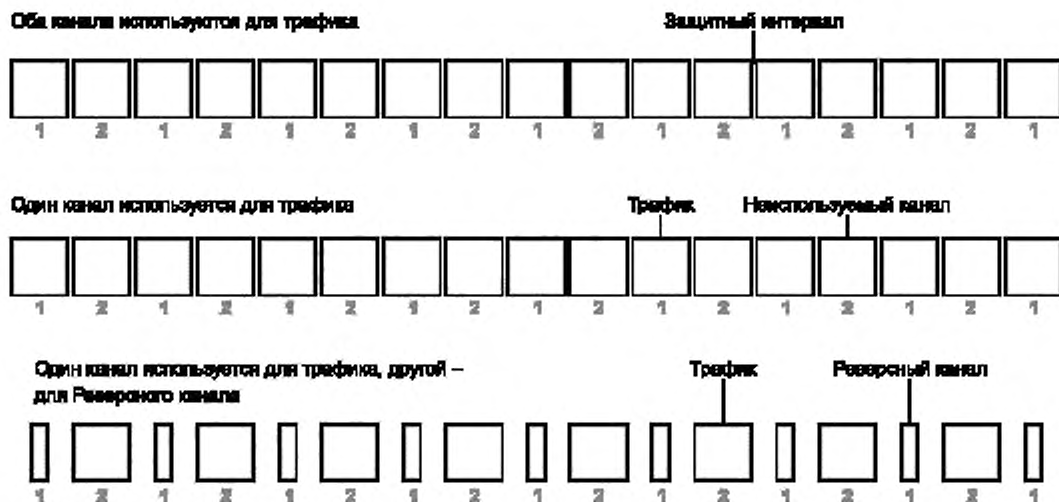 Оба канала используются для трафика Защитный интервал
1 2 1 2 1 2 1 2 1 2 1 2 1 2 1 2 1
Один канал используется для трафика Трафик Неиспользуемый канал
1 2 1 2 1 2 1 2 1 2 1 2 1 2 1 2 1
Один канал используется для трафика, другой – Трафик Реверсный канал
для Реверсного канала
1 2 1 2 1 2 1 2 1 2 1 2 1 2 1 2 1